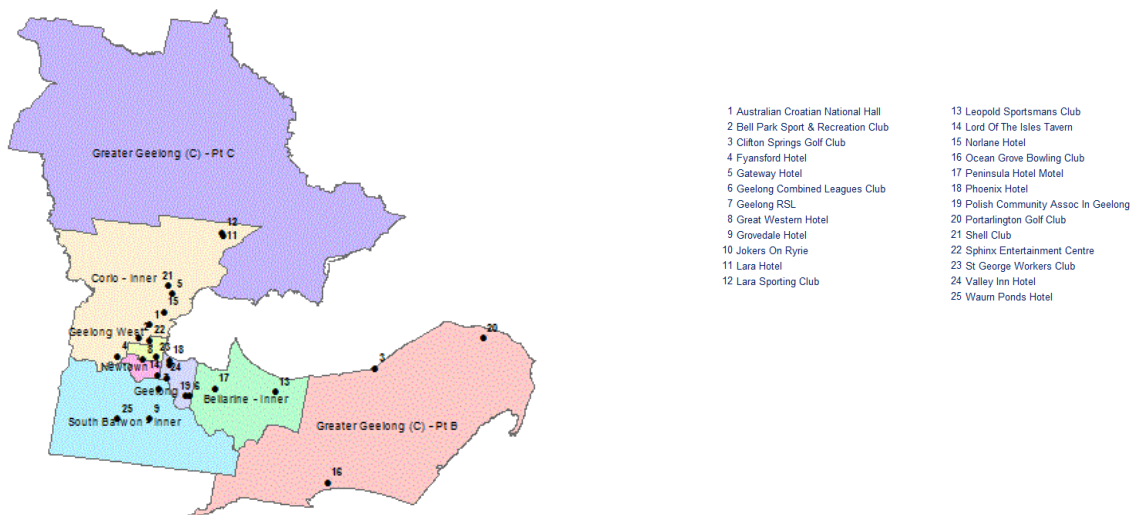 Greater Geelong (C) - Pt C
12
11
Corio - Inner
21
5
15
1
Geelong West
22
4
8
23
18
Newtown
14
24
Geelong
19
6
17
13
Bellarine - Inner
3
20
25
9
South Barwon - Inner
Greater Geelong (C) - Pt B
16
1 Australian Croatian National Hall
2 Bell Park Sport & Recreation Club
3 Clifton Springs Golf Club
4 Fyansford Hotel
5 Gateway Hotel
6 Geelong Combined Leagues Club
7 Geelong RSL
8 Great Western Hotel
9 Grovedale Hotel
10 Jokers On Ryrie
11 Lara Hotel
12 Lara Sporting Club
13 Leopold Sportsmans Club
14 Lord Of The Isles Tavern
15 Norlane Hotel
16 Ocean Grove Bowling Club
17 Peninsula Hotel Motel
18 Phoenix Hotel
19 Polish Community Assoc In Geelong
20 Portarlington Golf Club
21 Shell Club
22 Sphinx Entertainment Centre
23 St George Workers Club
24 Valley Inn Hotel
25 Waurn Ponds Hotel